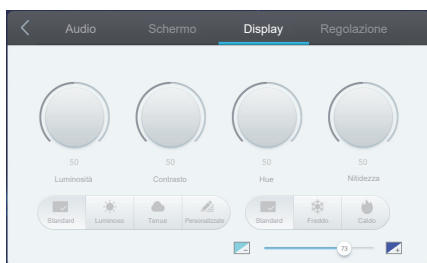 Audio Schermo Display Regolazione
50 50 50 50
Luminosità Contrasto Hue Nitidezza
Standard Luminoso Tenue Personalizzato Standard Freddo Caldo
73